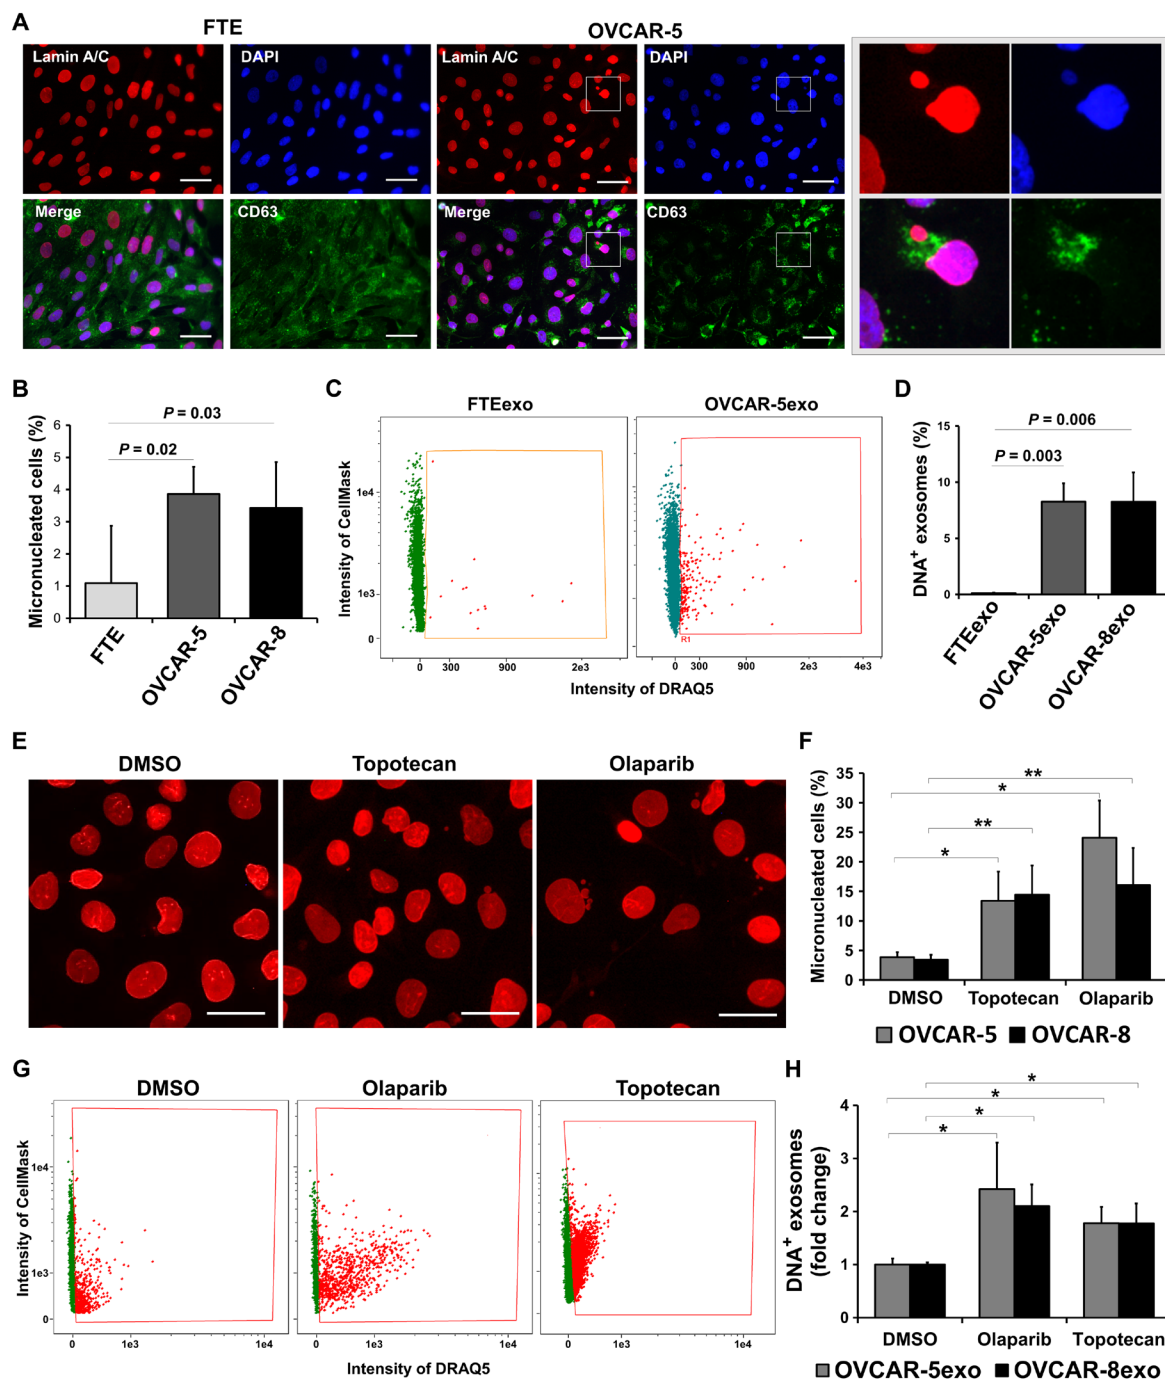 A
FTE
OVCAR-5
Lamin A/C
DAPI
Lamin A/C
DAPI
Merge
CD63
Merge
CD63
B
Micronucleated cells (%)
6
5
4
3
2
1
0
P = 0.03
P = 0.02
FTE
OVCAR-5
OVCAR-8
C
FTEexo
OVCAR-5exo
Intensity of CellMask
1e4
1e3
0
1e4
1e3
0
R1
0 300 900 2e3
0 300 900 2e3 4e3
Intensity of DRAQ5
D
DNA+ exosomes (%)
15
10
5
0
P = 0.006
P = 0.003
FTEexo
OVCAR-5exo
OVCAR-8exo
E
DMSO
Topotecan
Olaparib
F
Micronucleated cells (%)
35
30
25
20
15
10
5
0
**
*
**
*
DMSO
Topotecan
Olaparib
OVCAR-5
OVCAR-8
G
DMSO
Olaparib
Topotecan
Intensity of CellMask
1e4
1e3
0
0 1e3 1e4
1e4
1e3
0
0 1e3 1e4
0 1e3 1e4
Intensity of DRAQ5
H
DNA+ exosomes
(fold change)
4
3
2
1
0
*
*
*
*
DMSO
Olaparib
Topotecan
OVCAR-5exo
OVCAR-8exo